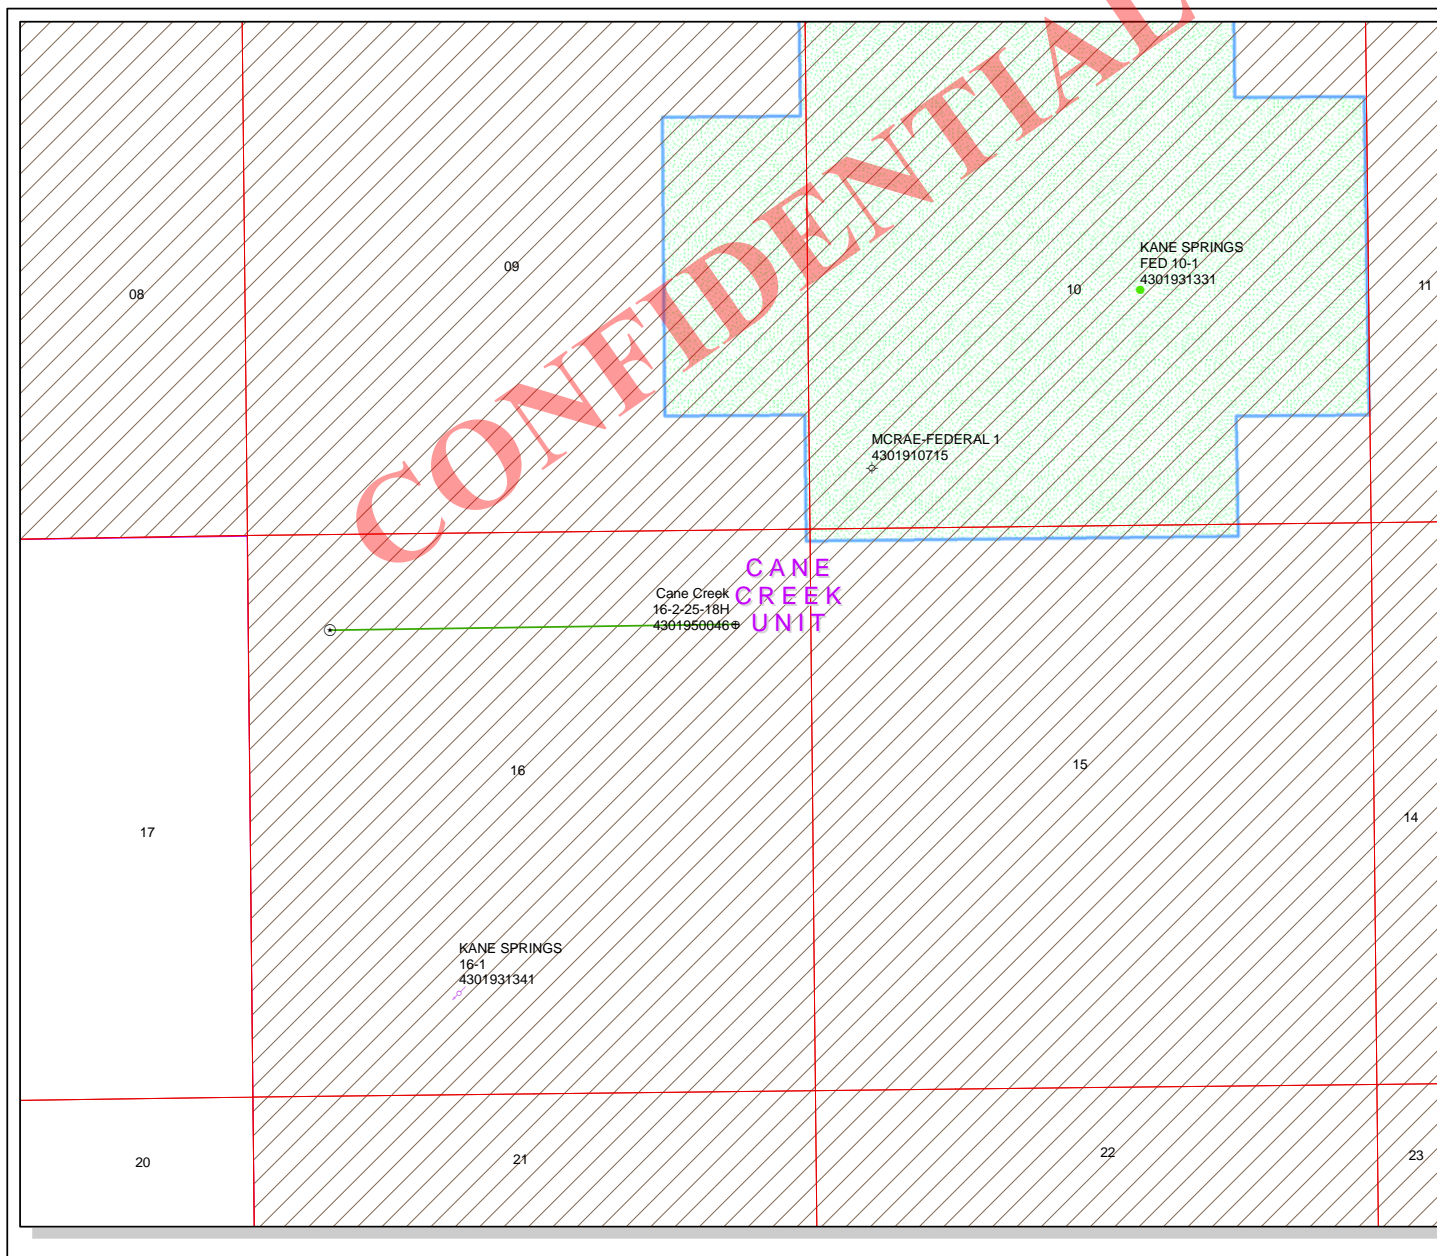 CONFIDENTIAL
08
09
10
11
KANE SPRINGS
FED 10-1
4301931331
MCRAE-FEDERAL 1
4301910715
CANE
CREEK
UNIT
Cane Creek
16-2-25-18H
4301950046
17
16
15
14
KANE SPRINGS
16-1
4301931341
20
21
22
23